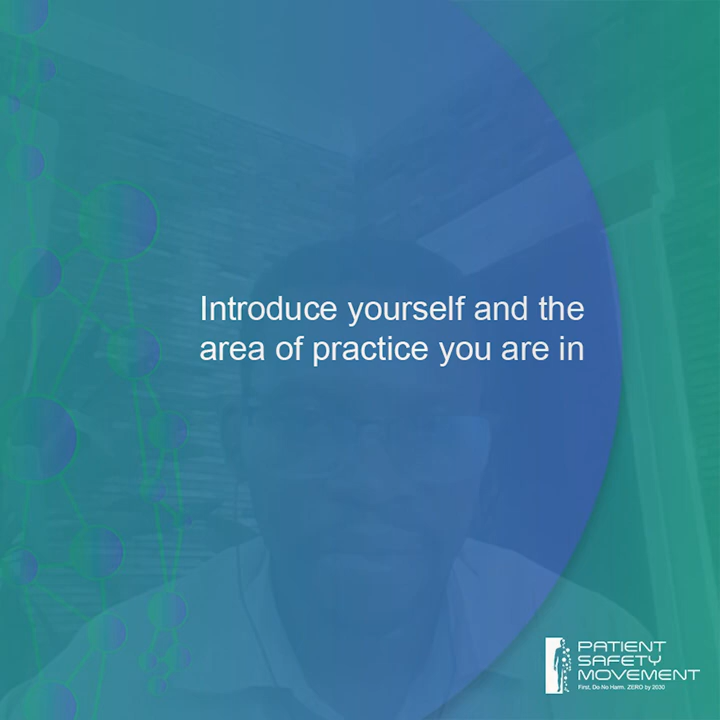 Introduce yourself and the
area of practice you are in
PATIENT
SAFETY
MOVEMENT
First, Do No Harm. ZERO by 2030